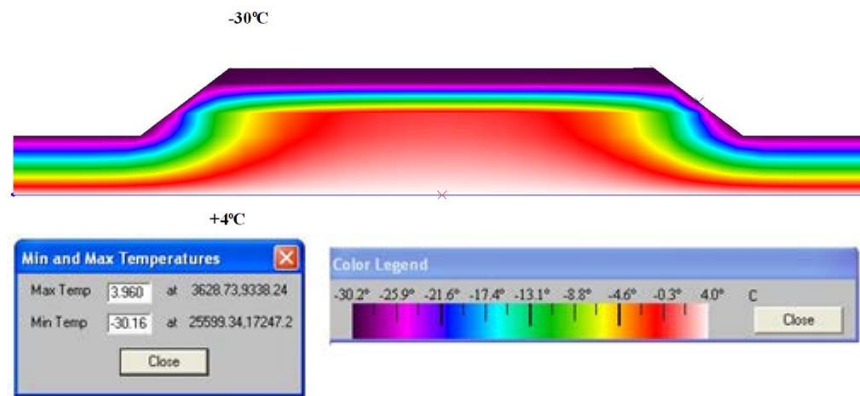 -30°C
+4°C
Min and Max Temperatures
Max Temp 3.960 at 3628.73,9338.24
Min Temp -30.16 at 25599.34,17247.2
Close
Color Legend
-30.2° -25.9° -21.6° -17.4° -13.1° -8.8° -4.6° -0.3° 4.0° C
Close